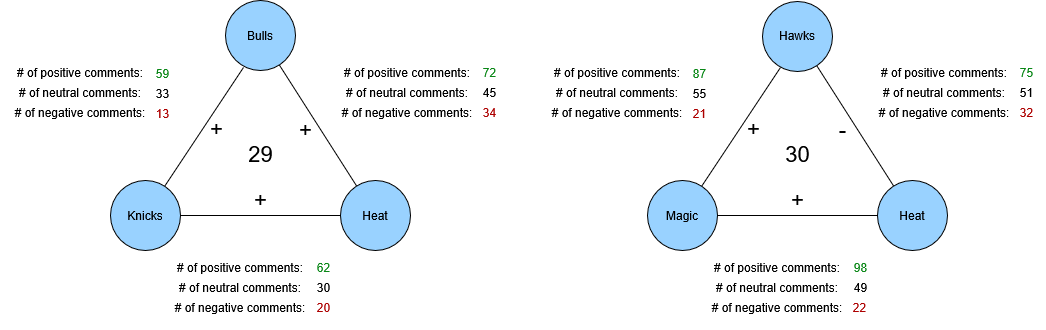 Bulls
# of positive comments: 59
# of neutral comments: 33
# of negative comments: 13
# of positive comments: 72
# of neutral comments: 45
# of negative comments: 34
+
+
29
+
Knicks
Heat
# of positive comments: 62
# of neutral comments: 30
# of negative comments: 20
Hawks
# of positive comments: 87
# of neutral comments: 55
# of negative comments: 21
# of positive comments: 75
# of neutral comments: 51
# of negative comments: 32
+
-
30
+
Magic
Heat
# of positive comments: 98
# of neutral comments: 49
# of negative comments: 22